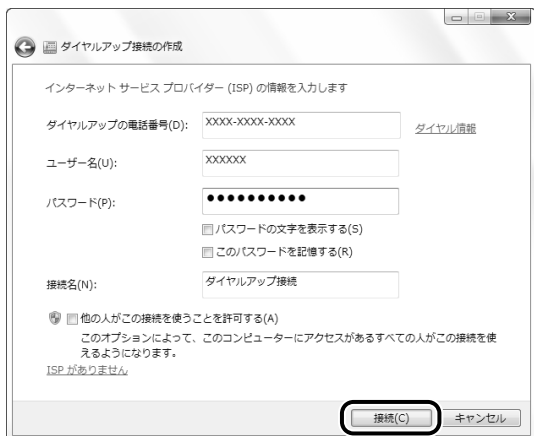 ダイヤルアップ接続の作成
インターネット サービス プロバイダー (ISP) の情報を入力します
ダイヤルアップの電話番号(D): XXXX-XXXX-XXXX ダイヤル情報
ユーザー名(U): XXXXXX
パスワード(P): ●●●●●●●●●●
パスワードの文字を表示する(S)
このパスワードを記憶する(R)
接続名(N): ダイヤルアップ接続
他の人がこの接続を使うことを許可する(A)
このオプションによって、このコンピューターにアクセスがあるすべての人がこの接続を使
えるようになります。
ISP がありません
接続(C) キャンセル